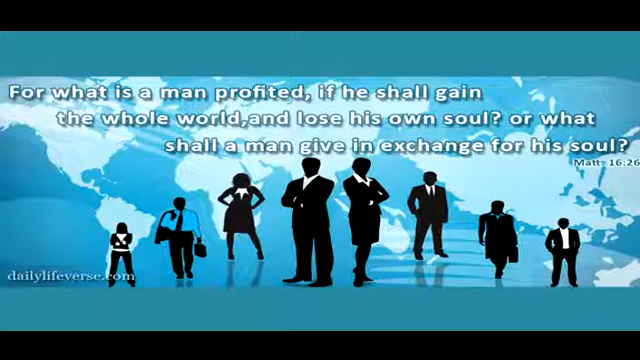 For what is a man profited, if he shall gain
the whole world,and lose his own soul? or what
shall a man give in exchange for his soul?
Matt. 16:26
dailylifeverse.com